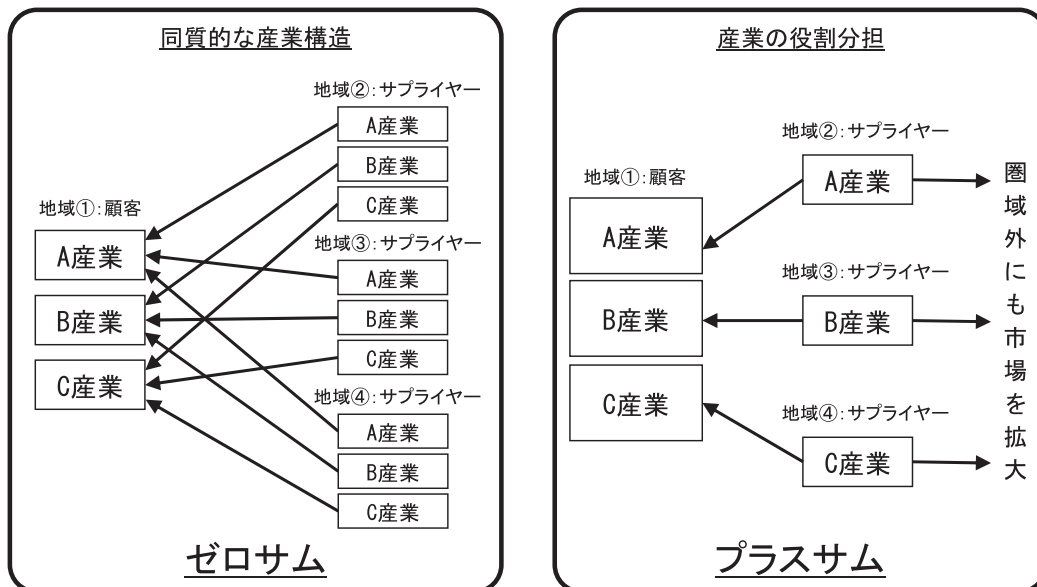 同質的な産業構造
地域②:サプライヤー
A産業
B産業
C産業
地域①:顧客
A産業
B産業
C産業
地域③:サプライヤー
A産業
B産業
C産業
地域④:サプライヤー
A産業
B産業
C産業
ゼロサム
産業の役割分担
地域①:顧客
A産業
B産業
C産業
地域②:サプライヤー
A産業
地域③:サプライヤー
B産業
地域④:サプライヤー
C産業
圏域外にも市場を拡大
プラスサム